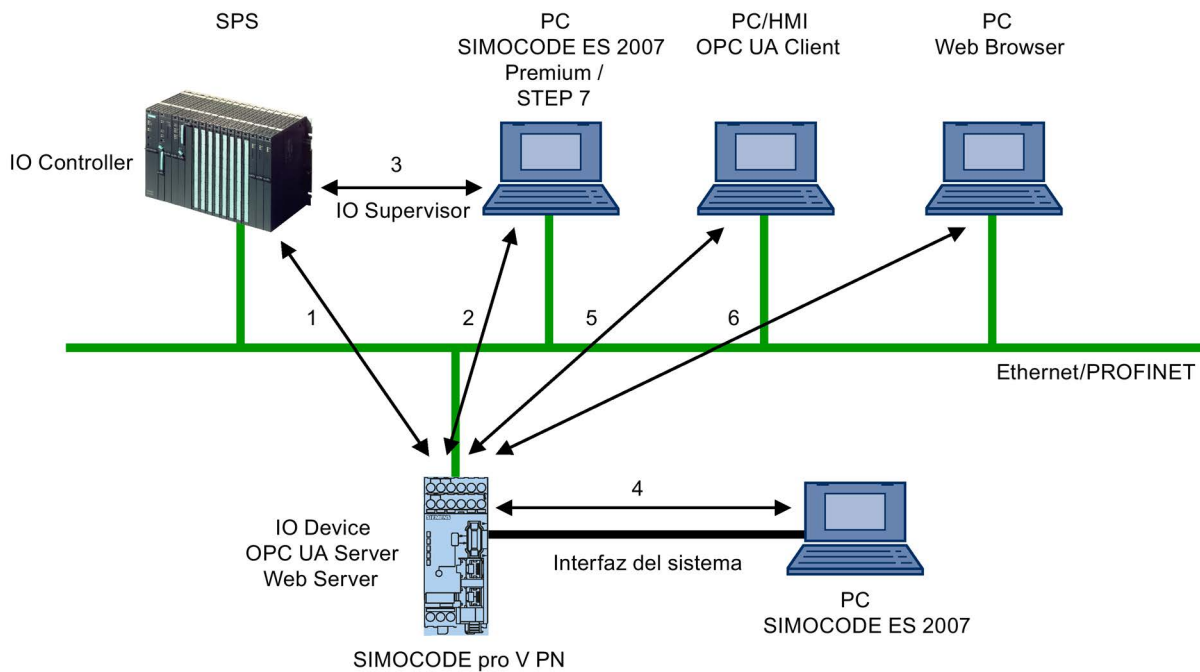 SPS
PC
SIMOCODE ES 2007
Premium /
STEP 7
PC/HMI
OPC UA Client
PC
Web Browser
IO Controller
3
IO Supervisor
1
2
5
6
Ethernet/PROFINET
4
IO Device
OPC UA Server
Web Server
Interfaz del sistema
PC
SIMOCODE ES 2007
SIMOCODE pro V PN